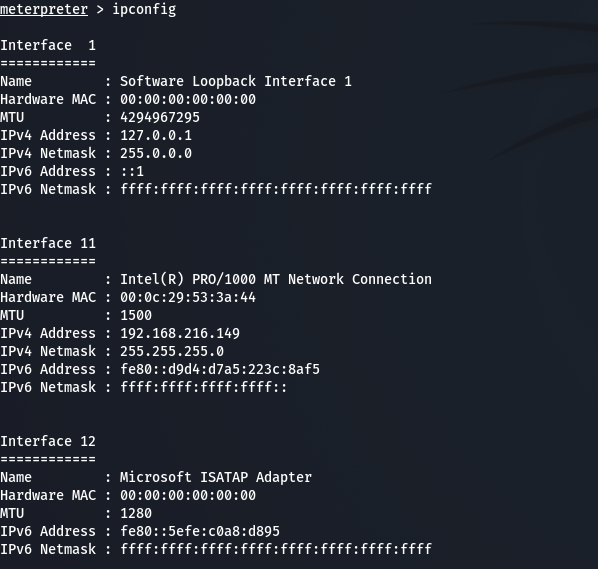 meterpreter > ipconfig
Interface  1
============
Name         : Software Loopback Interface 1
Hardware MAC : 00:00:00:00:00:00
MTU          : 4294967295
IPv4 Address : 127.0.0.1
IPv4 Netmask : 255.0.0.0
IPv6 Address : ::1
IPv6 Netmask : ffff:ffff:ffff:ffff:ffff:ffff:ffff:ffff
Interface 11
============
Name         : Intel(R) PRO/1000 MT Network Connection
Hardware MAC : 00:0c:29:53:3a:44
MTU          : 1500
IPv4 Address : 192.168.216.149
IPv4 Netmask : 255.255.255.0
IPv6 Address : fe80::d9d4:d7a5:223c:8af5
IPv6 Netmask : ffff:ffff:ffff:ffff::
Interface 12
============
Name         : Microsoft ISATAP Adapter
Hardware MAC : 00:00:00:00:00:00
MTU          : 1280
IPv6 Address : fe80::5efe:c0a8:d895
IPv6 Netmask : ffff:ffff:ffff:ffff:ffff:ffff:ffff:ffff